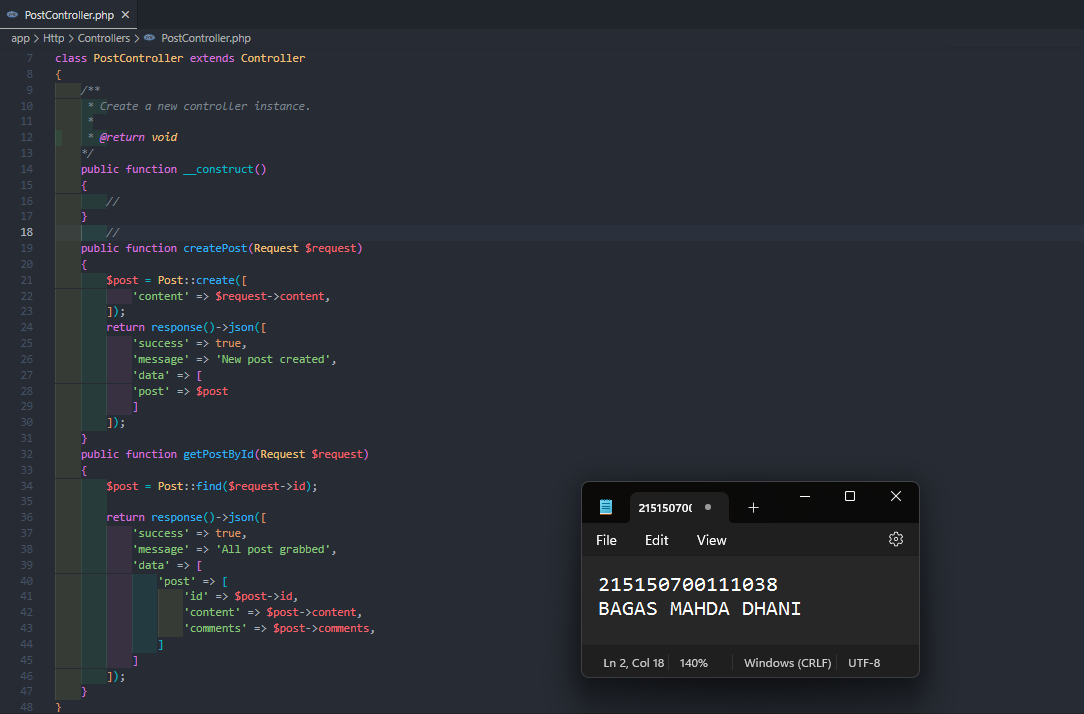 PostController.php
app > Http > Controllers > PostController.php
7 class PostController extends Controller
8 {
9 /**
10 * Create a new controller instance.
11 *
12 * @return void
13 */
14 public function __construct()
15 {
16 //
17 }
18 //
19 public function createPost(Request $request)
20 {
21 $post = Post::create([
22 'content' => $request->content,
23 ]);
24 return response()->json([
25 'success' => true,
26 'message' => 'New post created',
27 'data' => [
28 'post' => $post
29 ]
30 ]);
31 }
32 public function getPostById(Request $request)
33 {
34 $post = Post::find($request->id);
35
36 return response()->json([
37 'success' => true,
38 'message' => 'All post grabbed',
39 'data' => [
40 'post' => [
41 'id' => $post->id,
42 'content' => $post->content,
43 'comments' => $post->comments,
44 ]
45 ]
46 ]);
47 }
48 }
21515070
File Edit View
215150700111038
BAGAS MAHDA DHANI
Ln 2, Col 18 140% Windows (CRLF) UTF-8